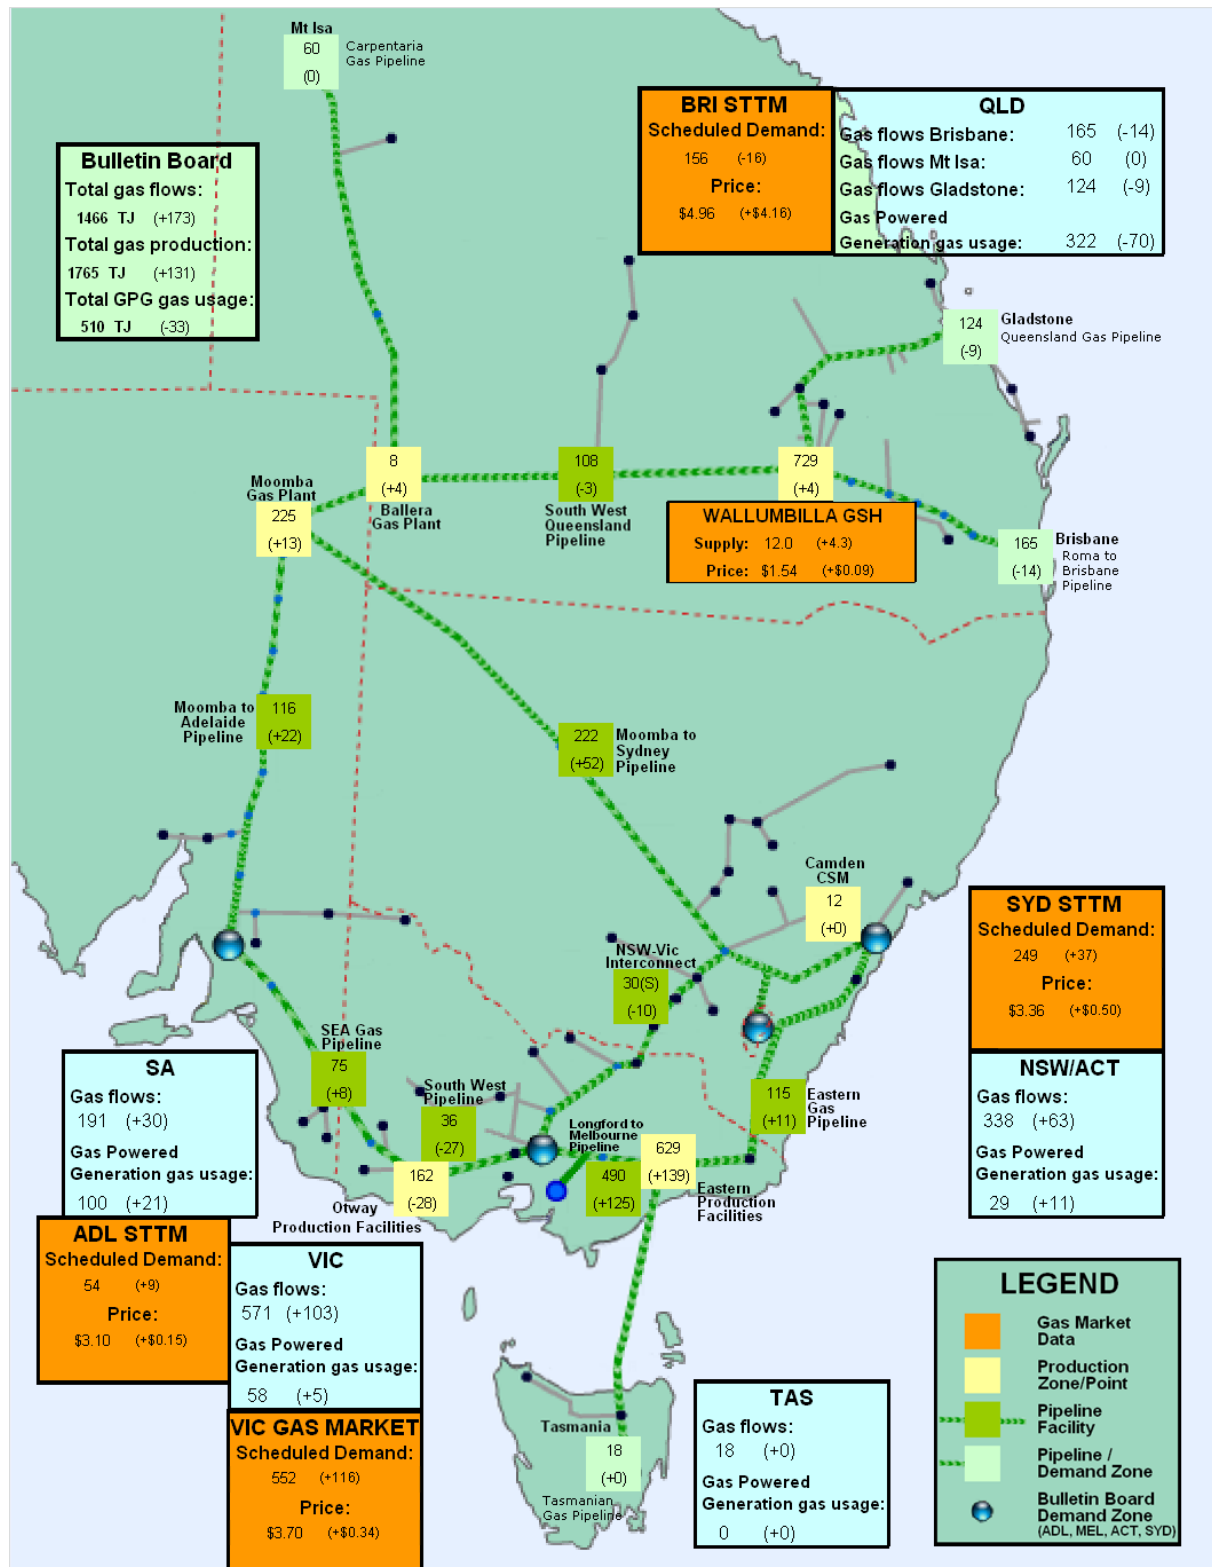 Mt Isa
60
(0)
Carpentaria
Gas Pipeline
BRI STTM
Scheduled Demand:
156 (-16)
Price:
$4.96 (+$4.16)
QLD
Gas flows Brisbane: 165 (-14)
Gas flows Mt Isa: 60 (0)
Gas flows Gladstone: 124 (-9)
Gas Powered
Generation gas usage: 322 (-70)
Bulletin Board
Total gas flows:
1466 TJ (+173)
Total gas production:
1765 TJ (+131)
Total GPG gas usage:
510 TJ (-33)
124
(-9)
Gladstone
Queensland Gas Pipeline
8
(+4)
Ballera
Gas Plant
108
(-3)
South West
Queensland
Pipeline
729
(+4)
Moomba
Gas Plant
225
(+13)
WALLUMBILLA GSH
Supply: 12.0 (+4.3)
Price: $1.54 (+$0.09)
165
(-14)
Brisbane
Roma to
Brisbane
Pipeline
Moomba to
Adelaide
Pipeline
116
(+22)
222
(+52)
Moomba to
Sydney
Pipeline
Camden
CSM
12
(+0)
SYD STTM
Scheduled Demand:
249 (+37)
Price:
$3.36 (+$0.50)
NSW-Vic
Interconnect
30(S)
(-10)
SEA Gas
Pipeline
75
(+8)
South West
Pipeline
36
(-27)
115
(+11)
Eastern
Gas
Pipeline
NSW/ACT
Gas flows:
338 (+63)
Gas Powered
Generation gas usage:
29 (+11)
SA
Gas flows:
191 (+30)
Gas Powered
Generation gas usage:
100 (+21)
Longford to
Melbourne
Pipeline
490
(+125)
629
(+139)
Eastern
Production
Facilities
162
(-28)
Otway
Production Facilities
ADL STTM
Scheduled Demand:
54 (+9)
Price:
$3.10 (+$0.15)
VIC
Gas flows:
571 (+103)
Gas Powered
Generation gas usage:
58 (+5)
VIC GAS MARKET
Scheduled Demand:
552 (+116)
Price:
$3.70 (+$0.34)
Tasmania
18
(+0)
Tasmanian
Gas Pipeline
TAS
Gas flows:
18 (+0)
Gas Powered
Generation gas usage:
0 (+0)
LEGEND
Gas Market
Data
Production
Zone/Point
Pipeline
Facility
Pipeline /
Demand Zone
Bulletin Board
Demand Zone
(ADL, MEL, ACT, SYD)